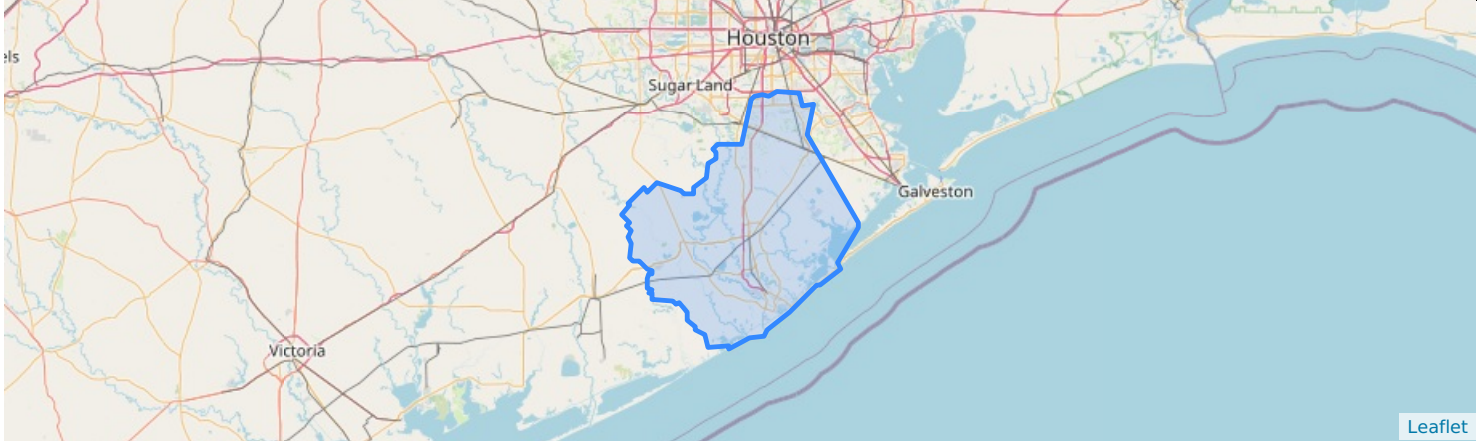 Houston
els
Sugar Land
Galveston
Victoria
Leaflet